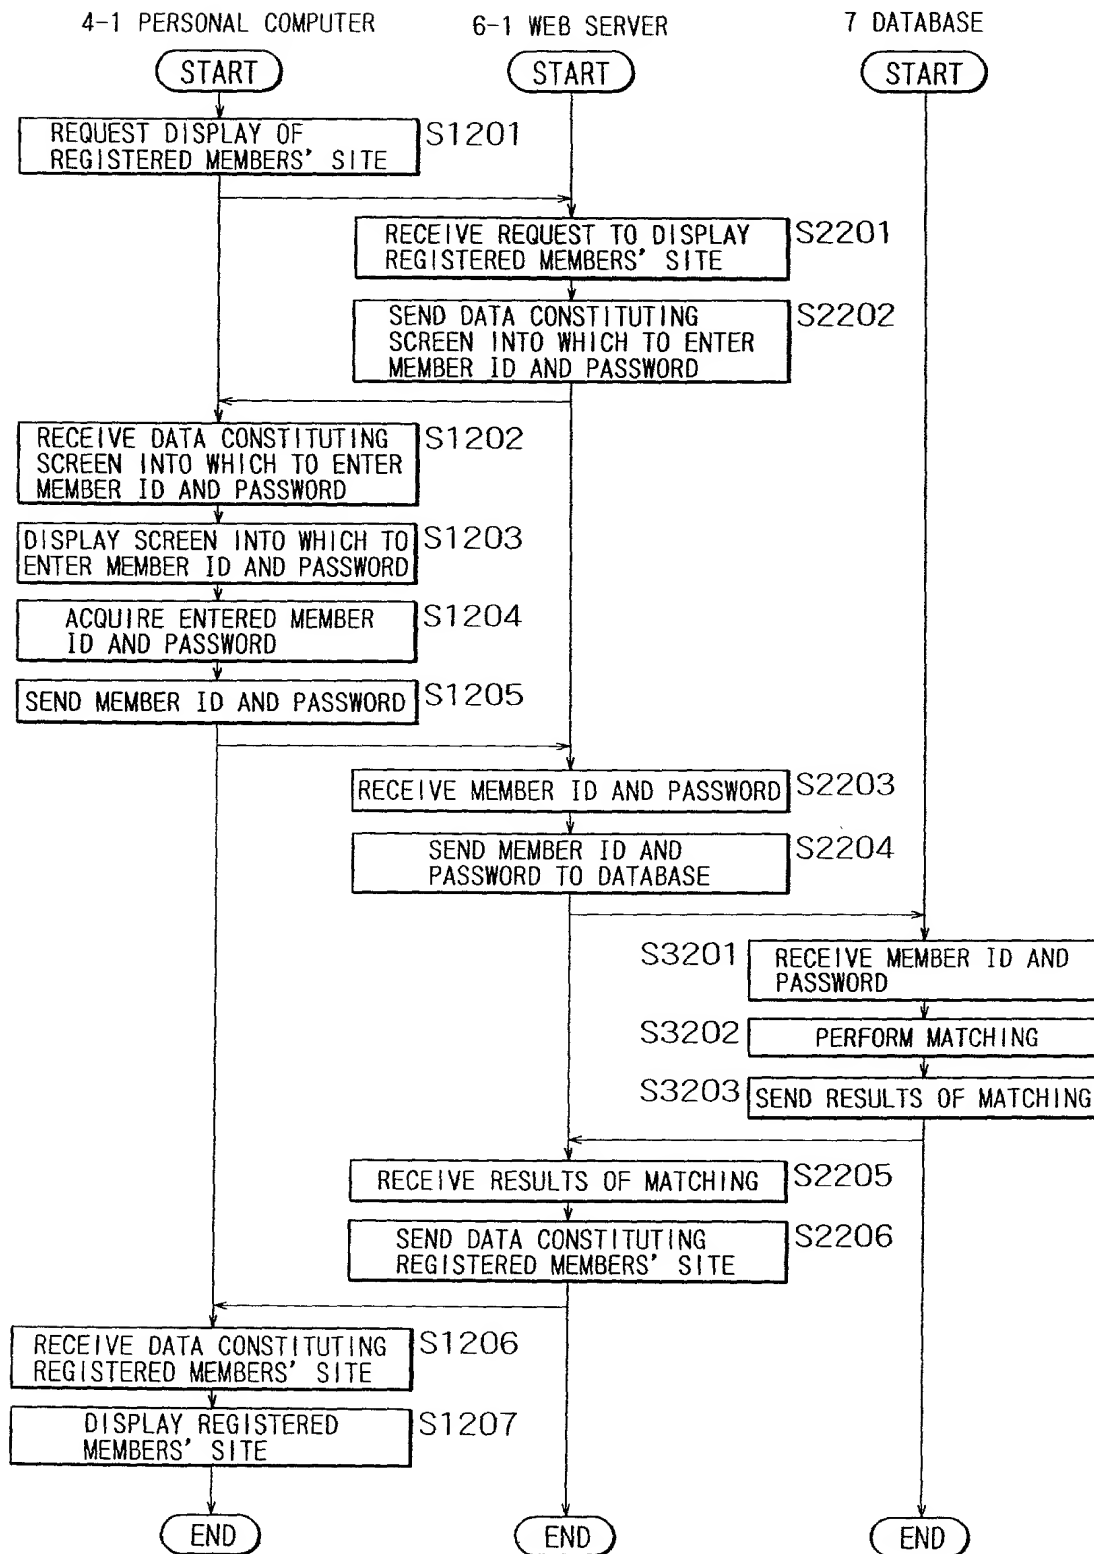 4-1 PERSONAL COMPUTER
6-1 WEB SERVER
7 DATABASE
START
START
START
REQUEST DISPLAY OF
REGISTERED MEMBERS' SITE
S1201
RECEIVE REQUEST TO DISPLAY
REGISTERED MEMBERS' SITE
S2201
SEND DATA CONSTITUTING
SCREEN INTO WHICH TO ENTER
MEMBER ID AND PASSWORD
S2202
RECEIVE DATA CONSTITUTING
SCREEN INTO WHICH TO ENTER
MEMBER ID AND PASSWORD
S1202
DISPLAY SCREEN INTO WHICH TO
ENTER MEMBER ID AND PASSWORD
S1203
ACQUIRE ENTERED MEMBER
ID AND PASSWORD
S1204
SEND MEMBER ID AND PASSWORD
S1205
RECEIVE MEMBER ID AND PASSWORD
S2203
SEND MEMBER ID AND
PASSWORD TO DATABASE
S2204
S3201
RECEIVE MEMBER ID AND
PASSWORD
S3202
PERFORM MATCHING
S3203
SEND RESULTS OF MATCHING
RECEIVE RESULTS OF MATCHING
S2205
SEND DATA CONSTITUTING
REGISTERED MEMBERS' SITE
S2206
RECEIVE DATA CONSTITUTING
REGISTERED MEMBERS' SITE
S1206
DISPLAY REGISTERED
MEMBERS' SITE
S1207
END
END
END